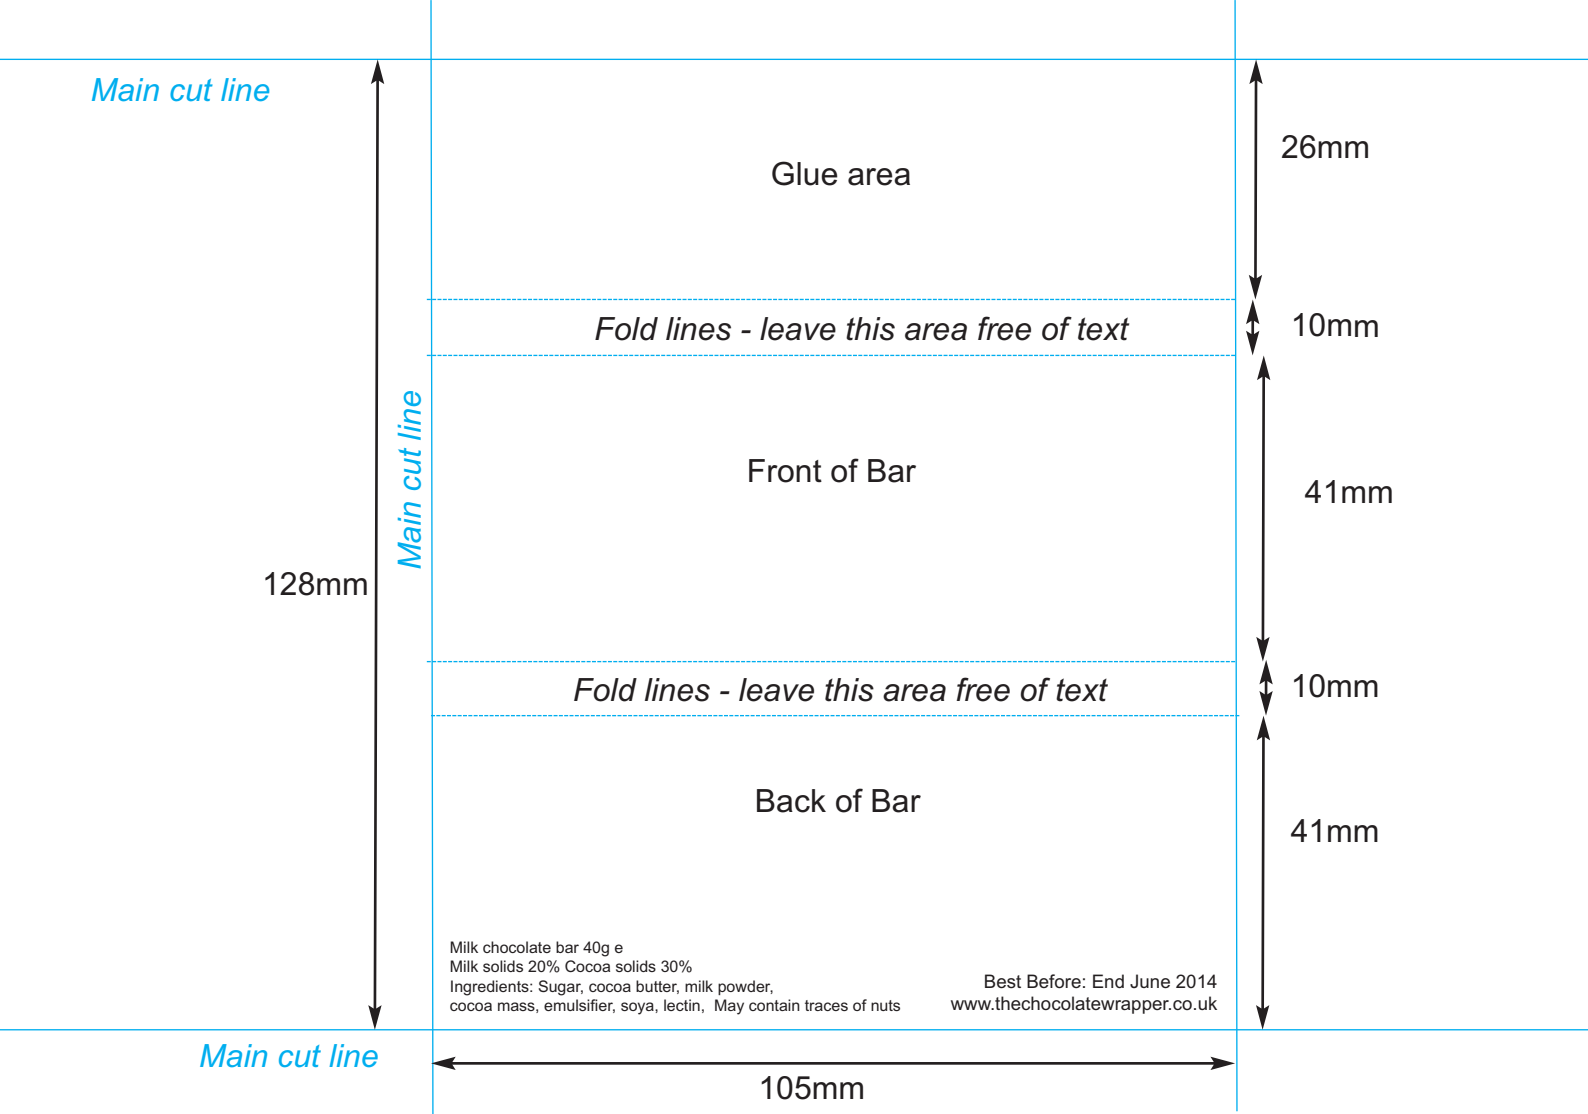 Main cut line
26mm
Glue area
Fold lines - leave this area free of text
10mm
Main cut line
Front of Bar
41mm
128mm
Fold lines - leave this area free of text
10mm
Back of Bar
41mm
Milk chocolate bar 40g e
Milk solids 20% Cocoa solids 30%
Ingredients: Sugar, cocoa butter, milk powder,
cocoa mass, emulsifier, soya, lectin, May contain traces of nuts
Best Before: End June 2014
www.thechocolatewrapper.co.uk
Main cut line
105mm